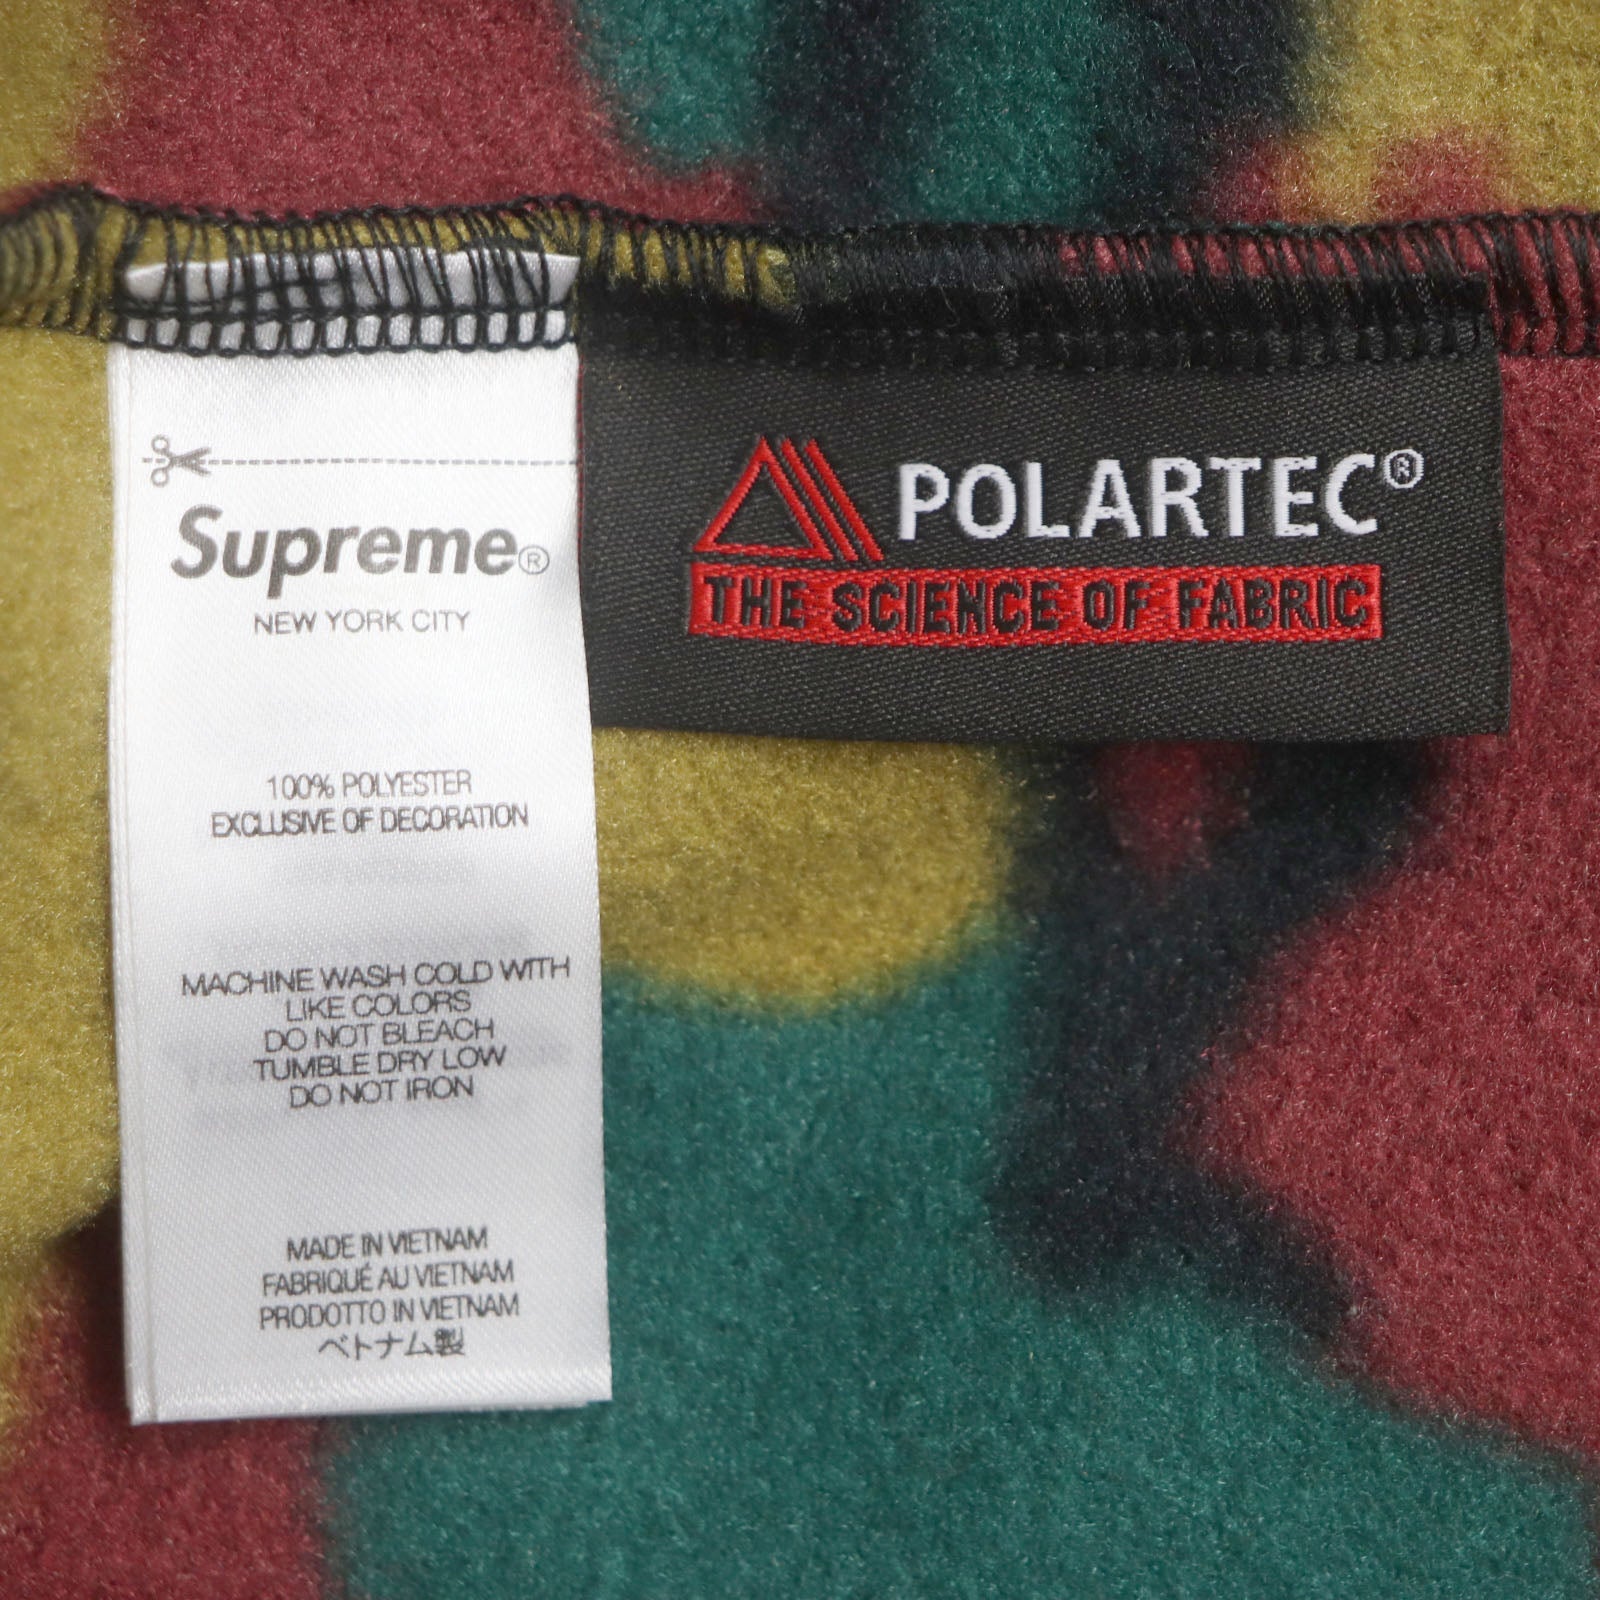 Supreme®
NEW YORK CITY
100% POLYESTER
EXCLUSIVE OF DECORATION
MACHINE WASH COLD WITH
LIKE COLORS
DO NOT BLEACH
TUMBLE DRY LOW
DO NOT IRON
MADE IN VIETNAM
FABRIQUÉ AU VIETNAM
PRODOTTO IN VIETNAM
ベトナム製
POLARTEC®
THE SCIENCE OF FABRIC